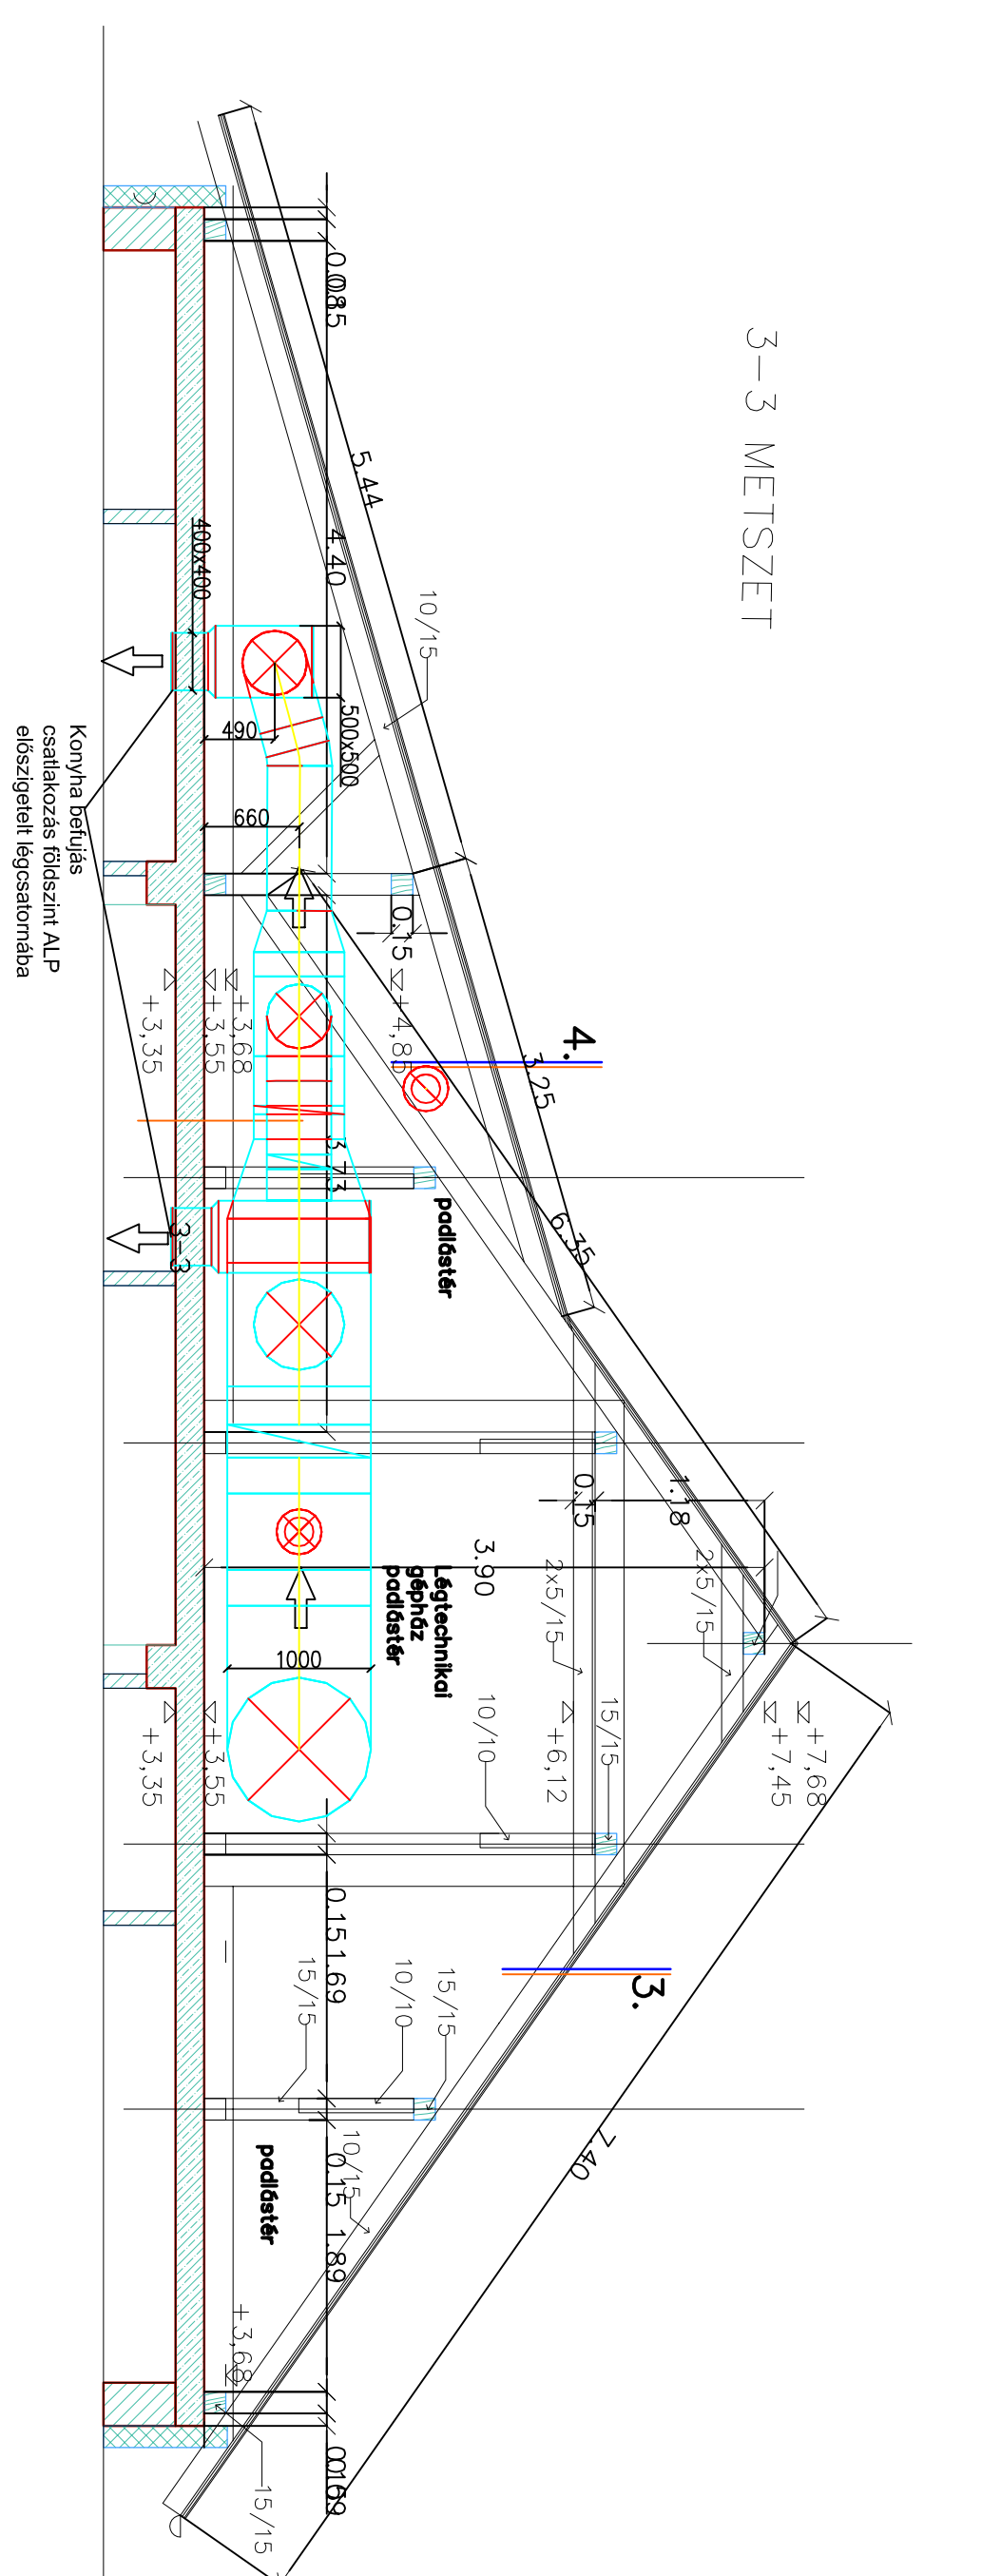 3-3 METSZET
5.44
4.40
10/15
400x400
500x500
490
660
Konyha befujás
csatlakozás földszint ALP
előszigetelt légcsatornába
0.15
+4,85
+3,68
+3,55
+3,35
4.
3.25
3.73
padlástér
3-3
6.35
1.18
0.15
3.90
2x5/15
2x5/15
Légtechnikai
gépház
padlástér
1000
10/10
15/15
+6,12
+7,68
+7,45
+3,55
+3,35
3.
0.15
1.69
15/15
10/10
15/15
7.40
10/15
0.15
1.89
padlástér
+3,68
15/15